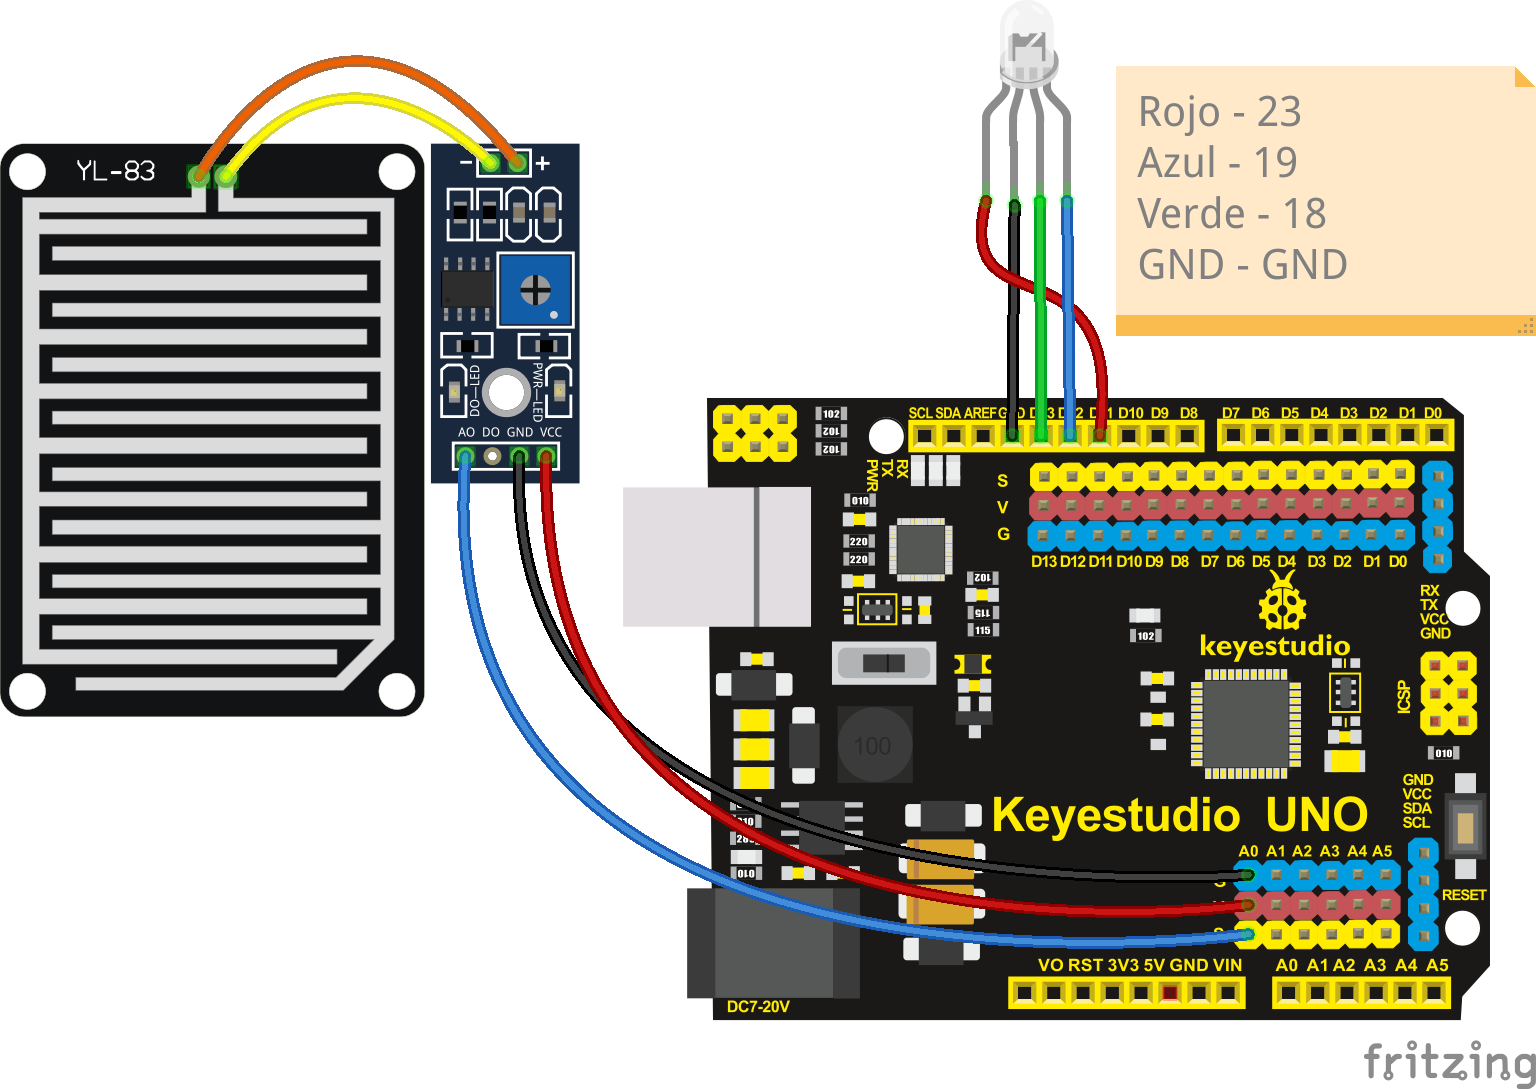 YL-83
- +
DO-LED
PWR-LED
AO DO GND VCC
Rojo - 23
Azul - 19
Verde - 18
GND - GND
SCL SDA AREF D10 D9 D8
D7 D6 D5 D4 D3 D2 D1 D0
102
102
102
RX
TX
PWR
S
V
G
010
220
220
D13 D12 D11 D10 D9 D8 D7 D6 D5 D4 D3 D2 D1 D0
102
115
115
102
RX
TX
VCC
GND
keyestudio
ICSP
100
010
GND
VCC
SDA
SCL
Keyestudio UNO
A0 A1 A2 A3 A4 A5
010
RESET
VO RST 3V3 5V GND VIN
A0 A1 A2 A3 A4 A5
DC7-20V
fritzing